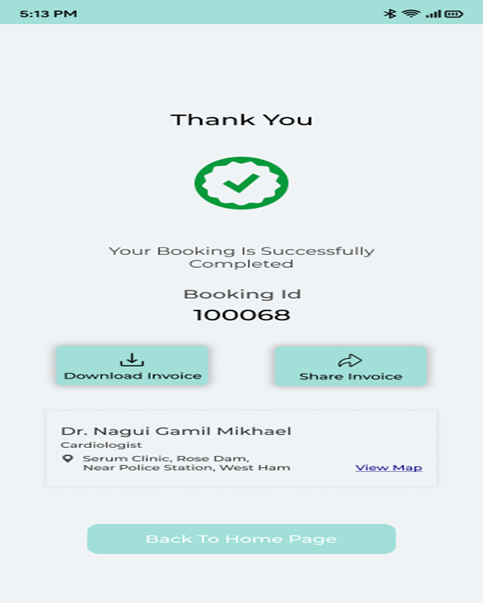 5:13 PM
Thank You
Your Booking Is Successfully
Completed
Booking Id
100068
Download Invoice
Share Invoice
Dr. Nagui Gamil Mikhael
Cardiologist
Serum Clinic, Rose Dam,
Near Police Station, West Ham
View Map
Back To Home Page